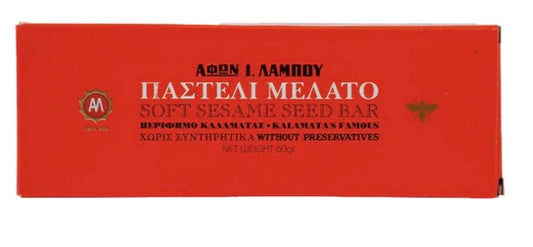 ΑΦΩΝ Ι. ΛΑΜΠΟΥ
ΠΑΣΤΕΛΙ ΜΕΛΑΤΟ
SOFT SESAME SEED BAR
ΠΕΡΙΦΗΜΟ ΚΑΛΑΜΑΤΑΣ • KALAMATA'S FAMOUS
ΧΩΡΙΣ ΣΥΝΤΗΡΗΤΙΚΑ WITHOUT PRESERVATIVES
NET WEIGHT 60gr.
ΑΛ